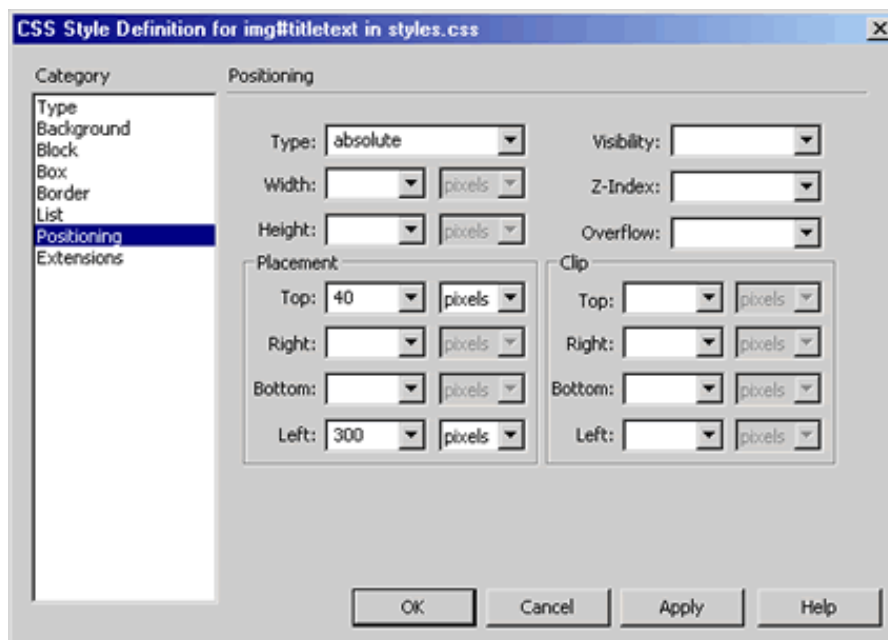 CSS Style Definition for img#titletext in styles.css
Category
Type
Background
Block
Box
Border
List
Positioning
Extensions
Positioning
Type: absolute
Width: pixels
Height: pixels
Visibility:
Z-Index:
Overflow:
Placement
Top: 40 pixels
Right: pixels
Bottom: pixels
Left: 300 pixels
Clip
Top: pixels
Right: pixels
Bottom: pixels
Left: pixels
OK
Cancel
Apply
Help